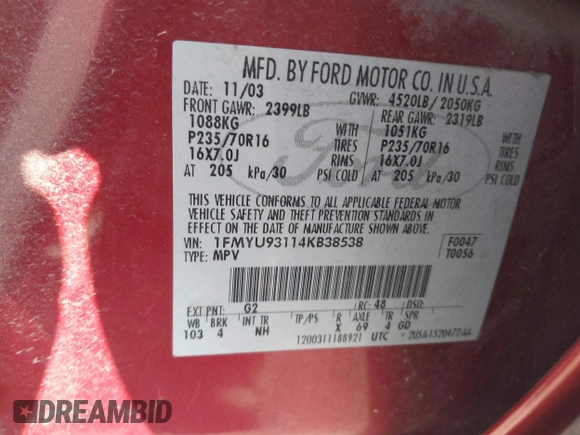 MFD. BY FORD MOTOR CO. IN U.S.A.
DATE: 11/03 GVWR: 4520LB/ 2050KG
FRONT GAWR: 2399LB REAR GAWR: 2319LB
1088KG WITH 1051KG WITH
P235/70R16 TIRES P235/70R16 TIRES
16X7.0J RIMS 16X7.0J RIMS
AT 205 kPa/30 PSI COLD AT 205 kPa/30 PSI COLD
THIS VEHICLE CONFORMS TO ALL APPLICABLE FEDERAL MOTOR
VEHICLE SAFETY AND THEFT PREVENTION STANDARDS IN
EFFECT ON THE DATE OF MANUFACTURE SHOWN ABOVE.
VIN: 1FMYU93114KB38538 F0047
TYPE: MPV T0056
EXT PNT: G2 RC: 48 DSO:
WB BRK INT TR TP/PS R AXLE TR SPR
103 4 NH X 69 4 GD
1200311188921 UTC
Ford
DREAMBID